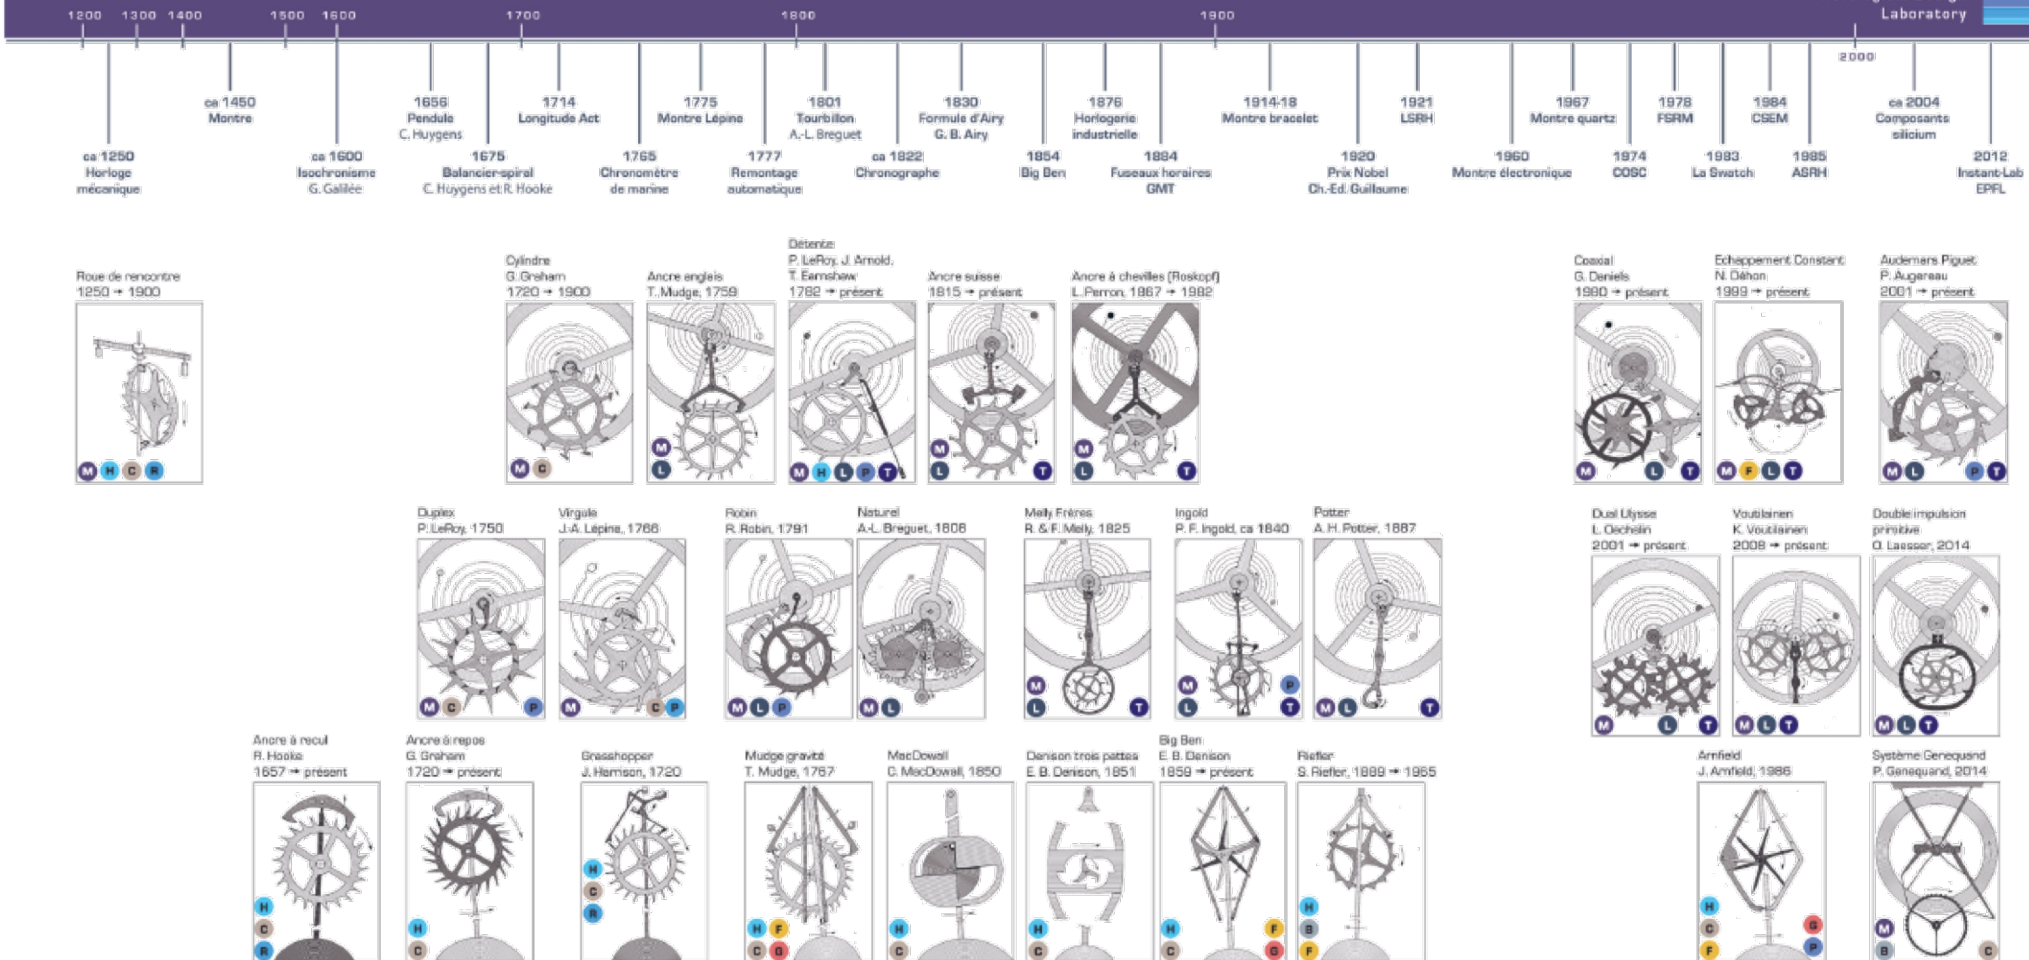 Laboratory
1200 1300 1400 1500 1600 1700 1800 1900
2000
ca 1450
Montre
1656
Pendule
C. Huygens
1714
Longitude Act
1775
Montre Lépine
1801
Tourbillon
A.-L. Breguet
1830
Formule d'Airy
G. B. Airy
1876
Horlogerie
industrielle
1914-18
Montre bracelet
1921
LSRH
1967
Montre quartz
1978
FSRM
1984
CSEM
ca 2004
Composants
silicium
ca 1250
Horloge
mécanique
ca 1600
Isochronisme
G. Galilée
1675
Balancier-spiral
C. Huygens et R. Hooke
1765
Chronomètre
de marine
1777
Remontage
automatique
ca 1822
Chronographe
1854
Big Ben
1884
Fuseaux horaires
GMT
1920
Prix Nobel
Ch.-Ed. Guillaume
1960
Montre électronique
1974
COSC
1983
La Swatch
1985
ASRH
2012
Instant-Lab
EPFL
Roue de rencontre
1250 → 1900
M H C R
Cylindre
G. Graham
1720 → 1900
M C
Ancre anglais
T. Mudge, 1759
M
L
Détente
P. LeRoy, J. Arnold,
T. Earnshaw
1782 → présent
M H L P T
Ancre suisse
1815 → présent
M
L T
Ancre à chevilles (Roskopf)
L. Perron, 1867 → 1982
M
L T
Coaxial
G. Daniels
1980 → présent
M L T
Echappement Constant
N. Déhon
1999 → présent
M F L T
Audemars Piguet
P. Augereau
2001 → présent
M L P T
Duplex
P. LeRoy, 1750
M C P
Virgule
J.-A. Lépine, 1766
M C P
Robin
R. Robin, 1791
M L P
Naturel
A.-L. Breguet, 1808
M L
Melly Frères
R. & F. Melly, 1825
M
L T
Ingold
P. F. Ingold, ca 1840
M P
L T
Potter
A. H. Potter, 1887
M L T
Dual Ulysse
L. Oechslin
2001 → présent
M L T
Voutilainen
K. Voutilainen
2008 → présent
M L T
Double impulsion
primitive
O. Laesser, 2014
M L T
Ancre à recul
R. Hooke
1657 → présent
H
C
R
Ancre à repos
G. Graham
1720 → présent
H
C
Grasshopper
J. Harrison, 1720
H
C
R
Mudge gravité
T. Mudge, 1767
H F
C G
MacDowall
C. MacDowall, 1850
H
C
Denison trois pattes
E. B. Denison, 1851
H
C
Big Ben
E. B. Denison
1859 → présent
H F
C G
Riefler
S. Riefler, 1889 → 1965
H
B
F
Arnfield
J. Arnfield, 1986
H
C G
F P
Système Genequand
P. Genequand, 2014
M
B C